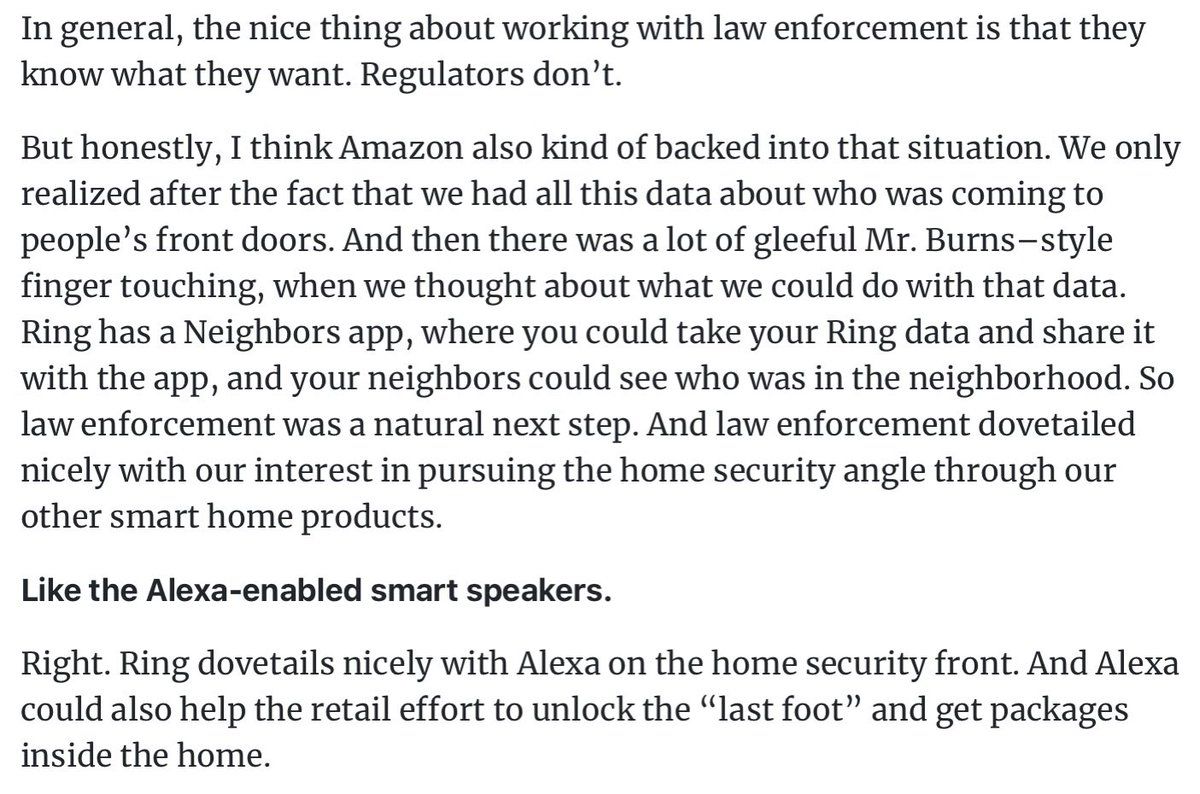 In general, the nice thing about working with law enforcement is that they
know what they want. Regulators don’t.
But honestly, I think Amazon also kind of backed into that situation. We only
realized after the fact that we had all this data about who was coming to
people’s front doors. And then there was a lot of gleeful Mr. Burns–style
finger touching, when we thought about what we could do with that data.
Ring has a Neighbors app, where you could take your Ring data and share it
with the app, and your neighbors could see who was in the neighborhood. So
law enforcement was a natural next step. And law enforcement dovetailed
nicely with our interest in pursuing the home security angle through our
other smart home products.
Like the Alexa-enabled smart speakers.
Right. Ring dovetails nicely with Alexa on the home security front. And Alexa
could also help the retail effort to unlock the “last foot” and get packages
inside the home.